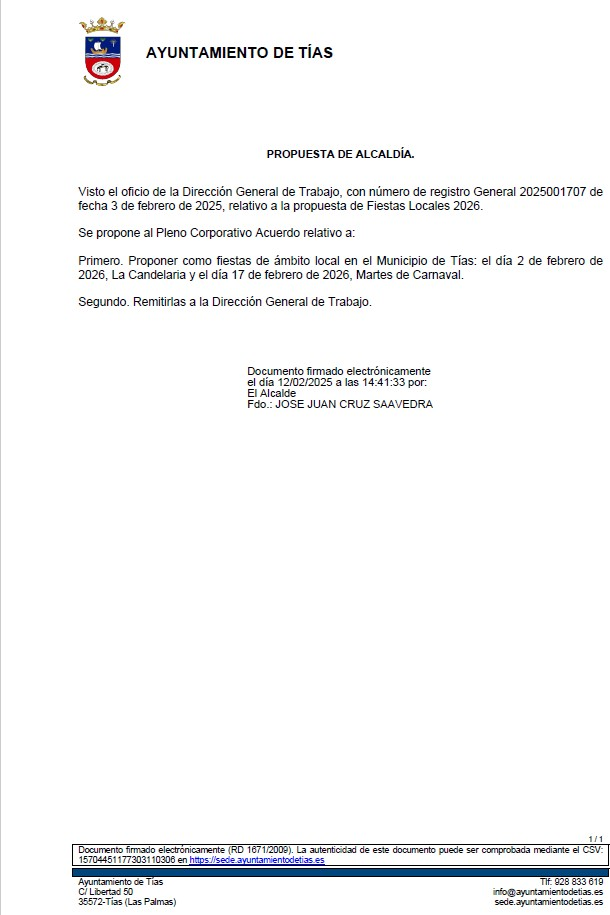 AYUNTAMIENTO DE TÍAS
PROPUESTA DE ALCALDÍA.
Visto el oficio de la Dirección General de Trabajo, con número de registro General 2025001707 de
fecha 3 de febrero de 2025, relativo a la propuesta de Fiestas Locales 2026.
Se propone al Pleno Corporativo Acuerdo relativo a:
Primero. Proponer como fiestas de ámbito local en el Municipio de Tías: el día 2 de febrero de
2026, La Candelaria y el día 17 de febrero de 2026, Martes de Carnaval.
Segundo. Remitirlas a la Dirección General de Trabajo.
Documento firmado electrónicamente
el día 12/02/2025 a las 14:41:33 por:
El Alcalde
Fdo.: JOSE JUAN CRUZ SAAVEDRA
1 / 1
Documento firmado electrónicamente (RD 1671/2009). La autenticidad de este documento puede ser comprobada mediante el CSV:
15704451177303110306 en https://sede.ayuntamientodetias.es
Ayuntamiento de Tías
C/ Libertad 50
35572-Tías (Las Palmas)
Tlf: 928 833 619
info@ayuntamientodetias.es
sede.ayuntamientodetias.es